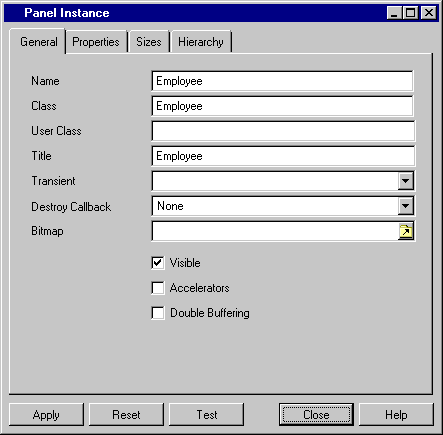 Panel Instance
General Properties Sizes Hierarchy
Name Employee
Class Employee
User Class
Title Employee
Transient
Destroy Callback None
Bitmap
Visible
Accelerators
Double Buffering
Apply Reset Test Close Help